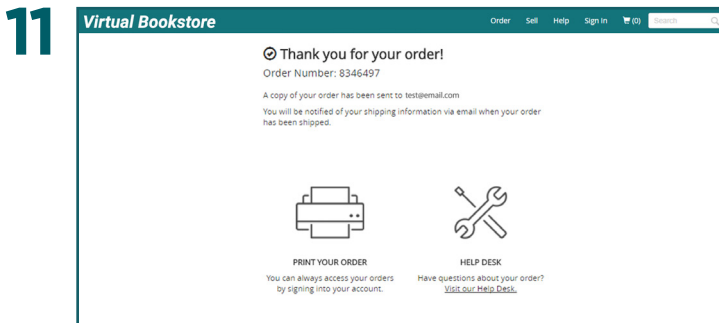 11
Virtual Bookstore
Order Sell Help Sign In (0) Search
Thank you for your order!
Order Number: 8346497
A copy of your order has been sent to test@email.com
You will be notified of your shipping information via email when your order
has been shipped.
PRINT YOUR ORDER
You can always access your orders
by signing into your account.
HELP DESK
Have questions about your order?
Visit our Help Desk.